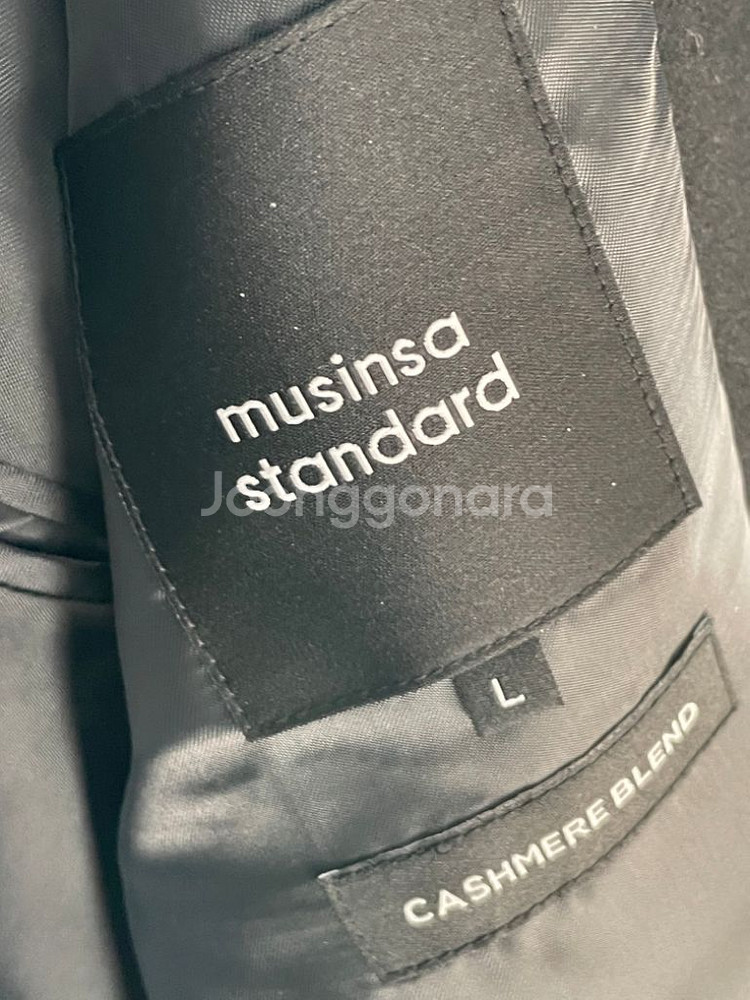 musinsa
standard
Joonggonara
L
CASHMERE BLEND